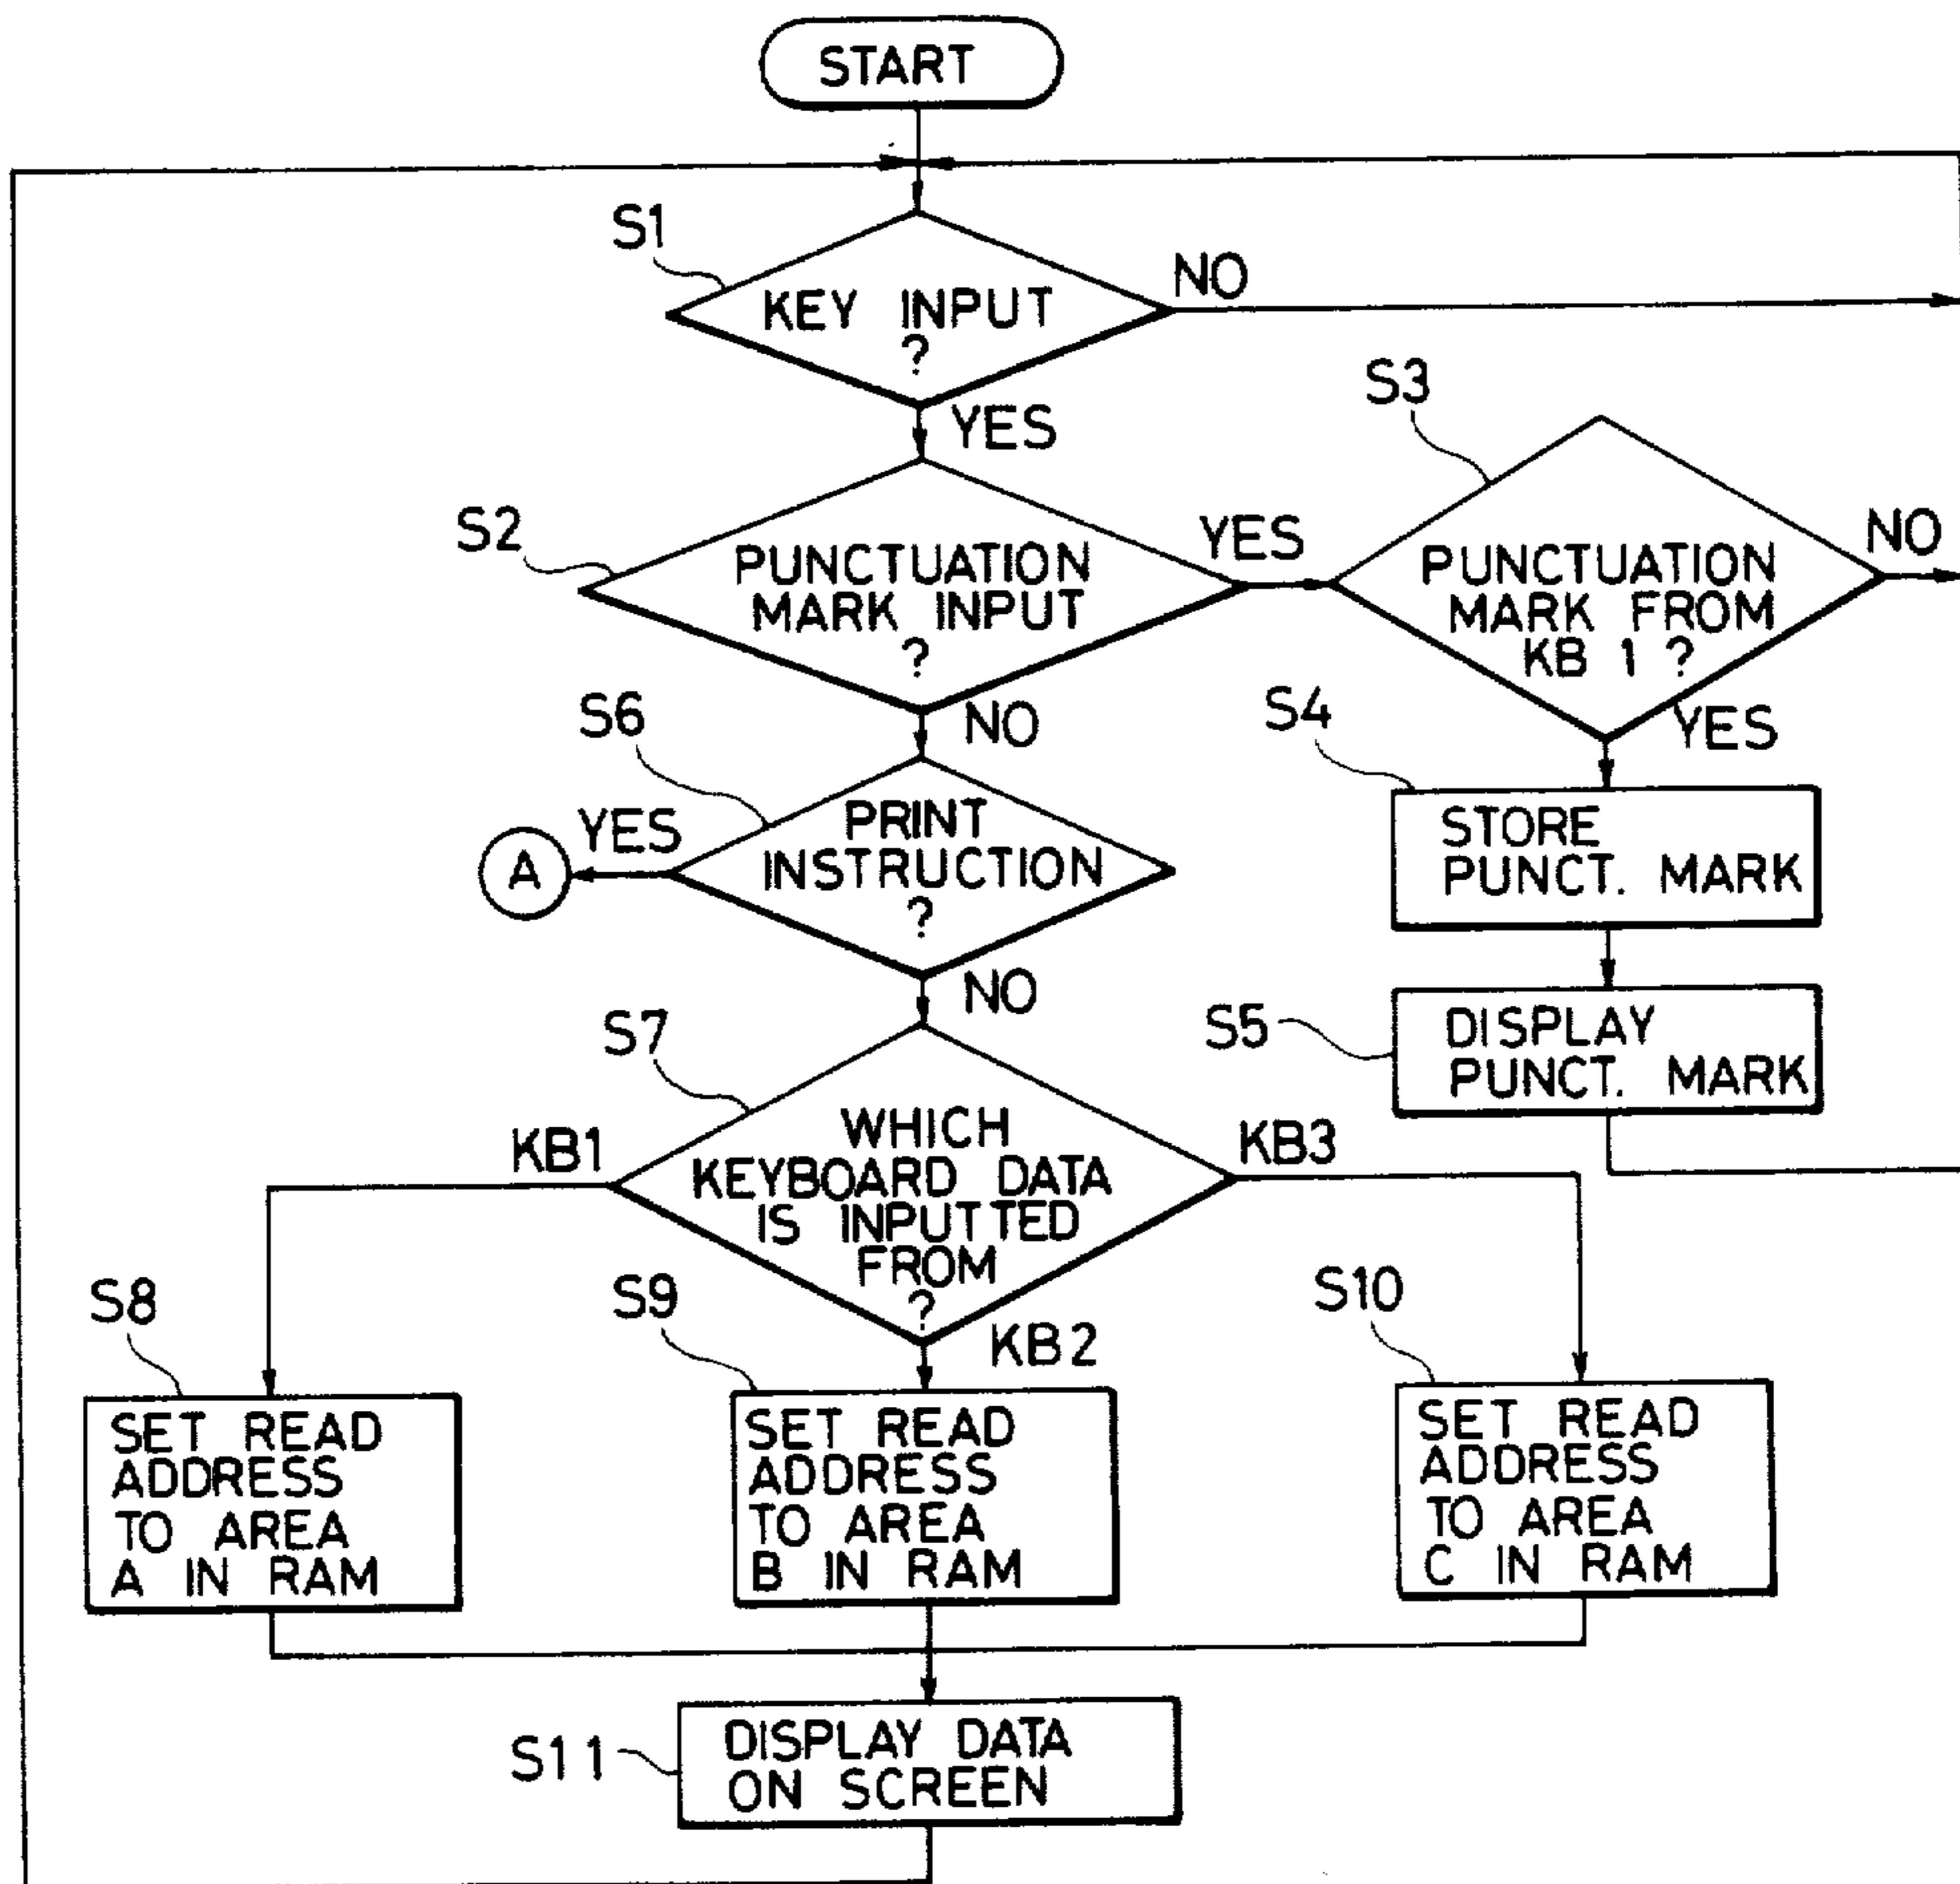 START
S1
KEY INPUT
?
NO
YES
S2
PUNCTUATION
MARK INPUT
?
YES
S3
PUNCTUATION
MARK FROM
KB 1 ?
NO
YES
S4
STORE
PUNCT. MARK
S5
DISPLAY
PUNCT. MARK
NO
S6
PRINT
INSTRUCTION
?
YES
A
NO
S7
WHICH
KEYBOARD DATA
IS INPUTTED
FROM
?
KB1
KB2
KB3
S8
SET READ
ADDRESS
TO AREA
A IN RAM
S9
SET READ
ADDRESS
TO AREA
B IN RAM
S10
SET READ
ADDRESS
TO AREA
C IN RAM
S11
DISPLAY DATA
ON SCREEN